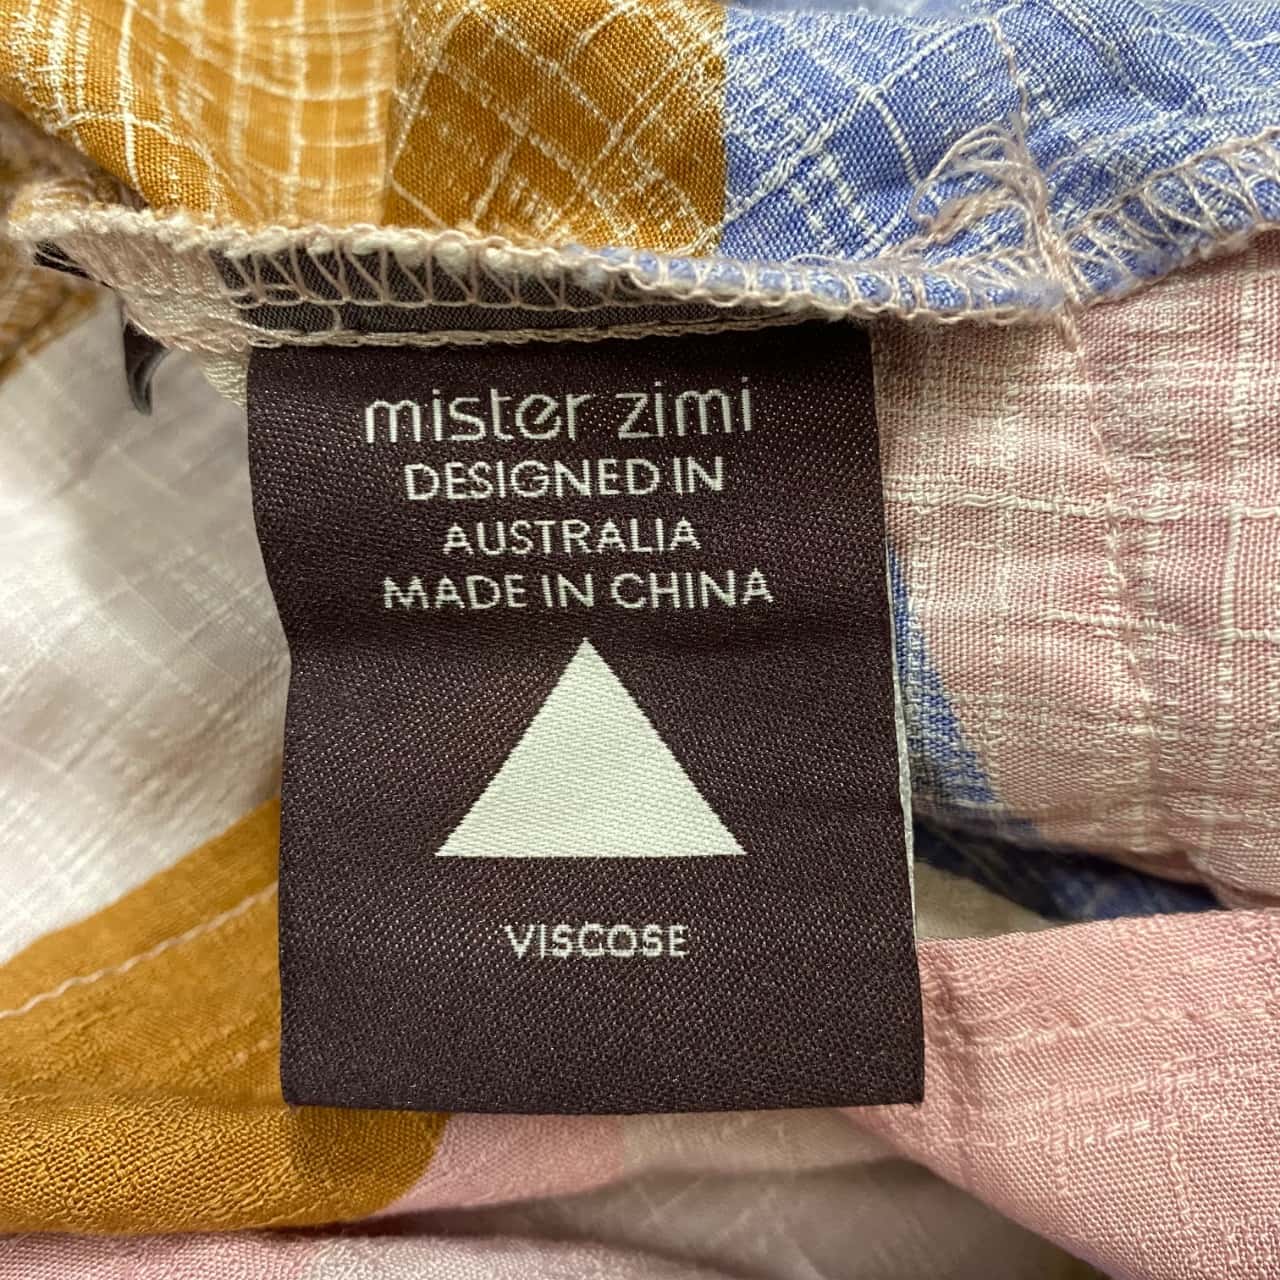 mister zimi
DESIGNED IN
AUSTRALIA
MADE IN CHINA
VISCOSE